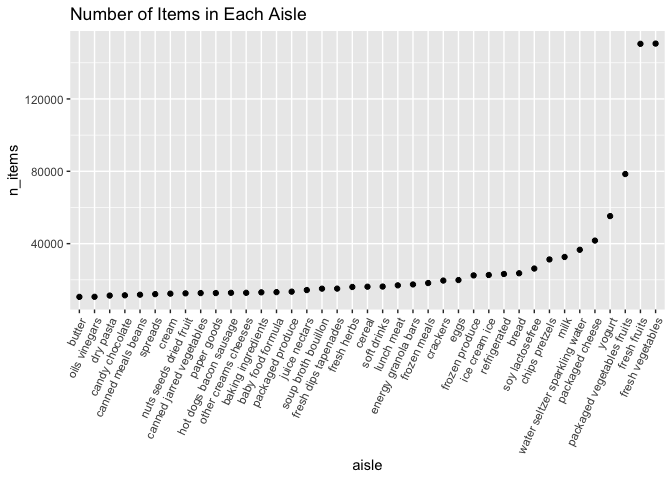 Number of Items in Each Aisle
n_items
120000
80000
40000
butter
oils vinegars
dry pasta
candy chocolate
canned meals beans
spreads
cream
nuts seeds dried fruit
canned jarred vegetables
paper goods
hot dogs bacon sausage
other creams cheeses
baking ingredients
baby food formula
packaged produce
juice nectars
soup broth bouillon
fresh dips tapenades
fresh herbs
cereal
soft drinks
lunch meat
energy granola bars
frozen meals
crackers
eggs
frozen produce
ice cream ice
refrigerated
bread
soy lactosefree
chips pretzels
milk
water seltzer sparkling water
packaged cheese
yogurt
packaged vegetables fruits
fresh fruits
fresh vegetables
aisle